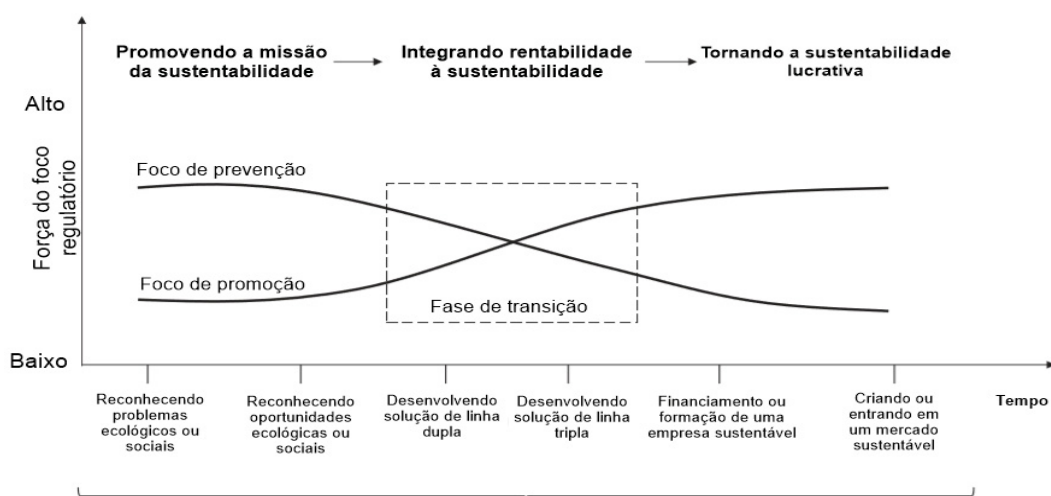 Promovendo a missão
da sustentabilidade
Integrando rentabilidade
à sustentabilidade
Tornando a sustentabilidade
lucrativa
Alto
Força do foco
regulatório
Baixo
Foco de prevenção
Foco de promoção
Fase de transição
Reconhecendo
problemas
ecológicos ou
sociais
Reconhecendo
oportunidades
ecológicas ou
sociais
Desenvolvendo
solução de linha
dupla
Desenvolvendo
solução de linha
tripla
Financiamento ou
formação de uma
empresa sustentável
Criando ou
entrando em
um mercado
sustentável
Tempo